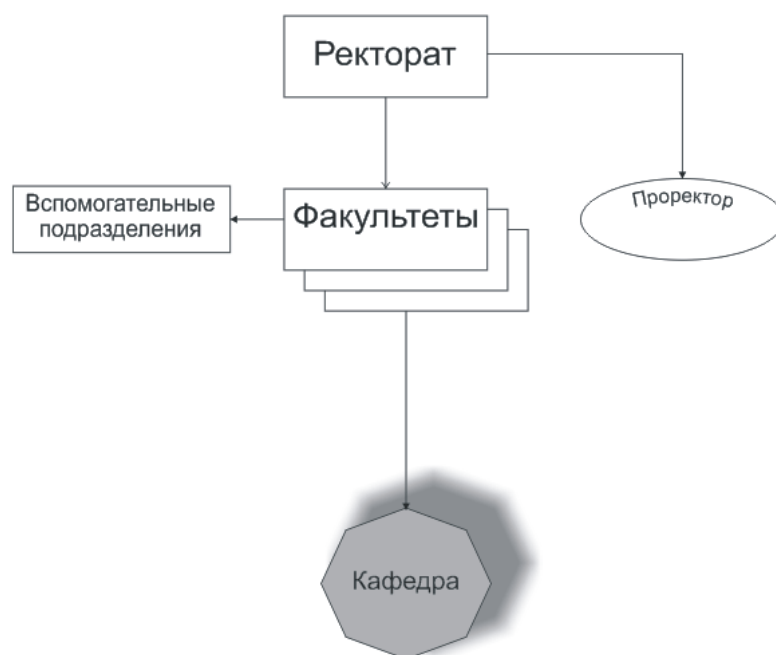 Ректорат
Вспомогательные
подразделения
Факультеты
Проректор
Кафедра